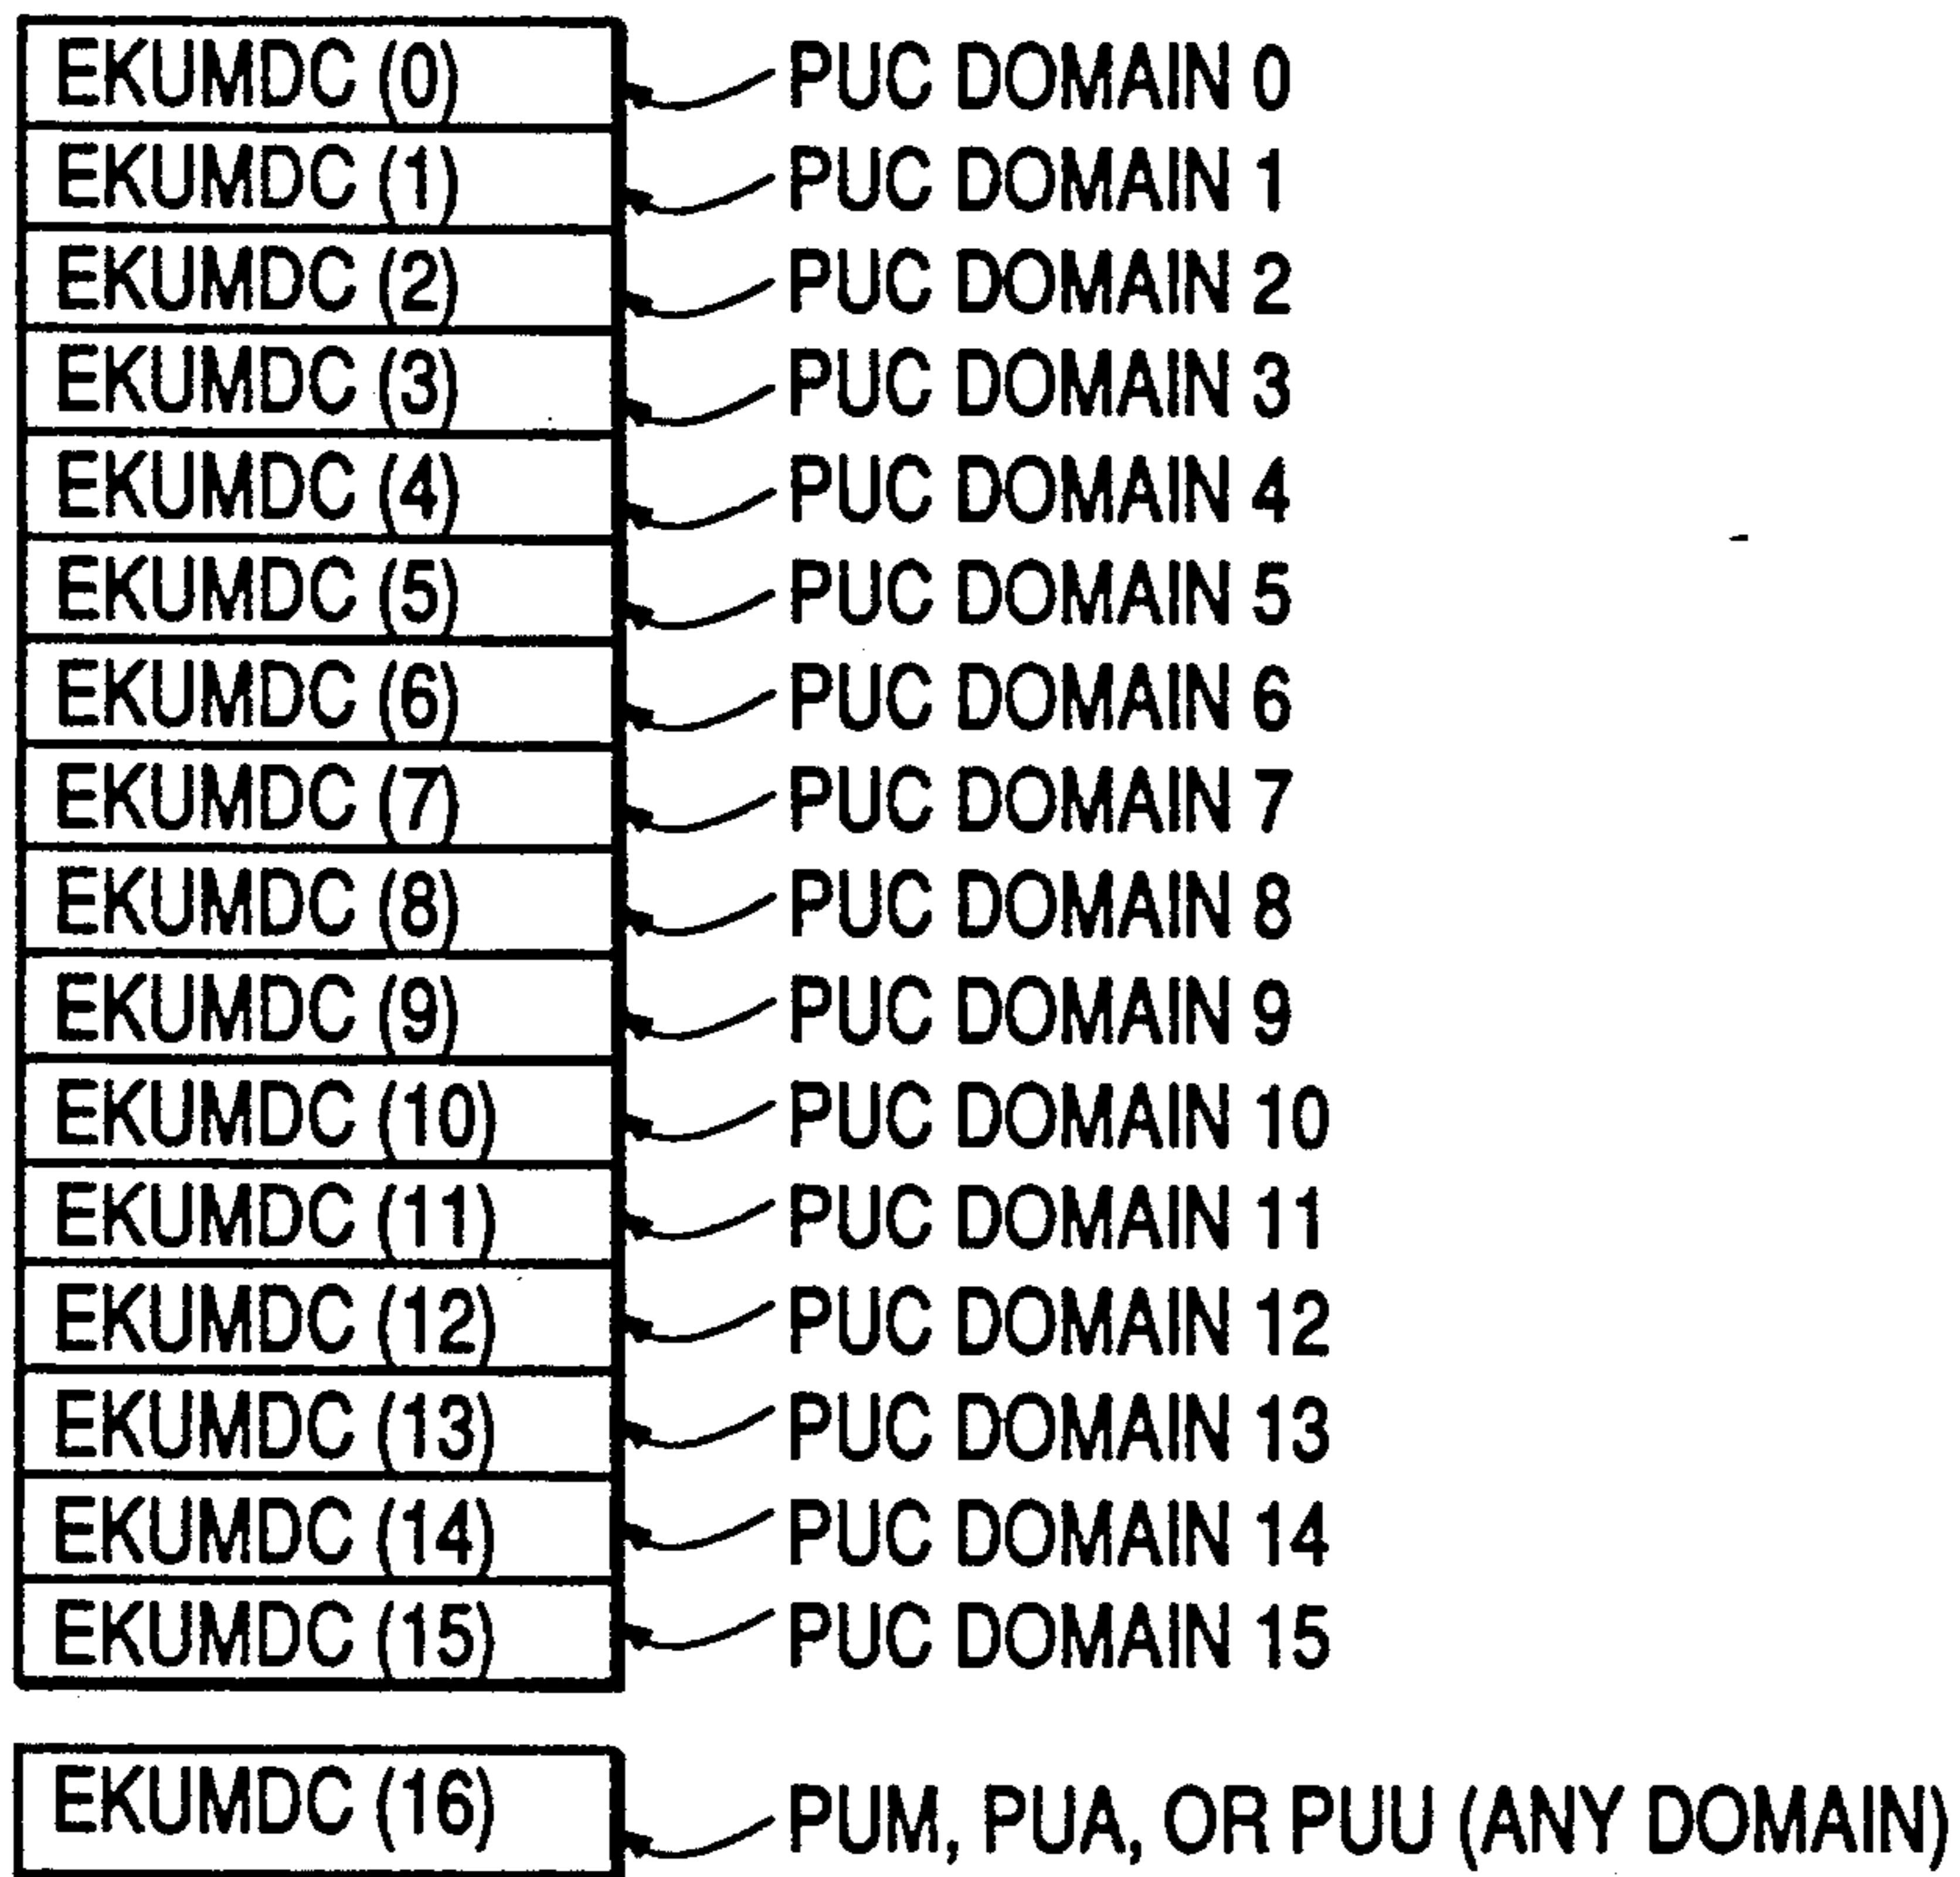 EKUMDC (0) PUC DOMAIN 0
EKUMDC (1) PUC DOMAIN 1
EKUMDC (2) PUC DOMAIN 2
EKUMDC (3) PUC DOMAIN 3
EKUMDC (4) PUC DOMAIN 4
EKUMDC (5) PUC DOMAIN 5
EKUMDC (6) PUC DOMAIN 6
EKUMDC (7) PUC DOMAIN 7
EKUMDC (8) PUC DOMAIN 8
EKUMDC (9) PUC DOMAIN 9
EKUMDC (10) PUC DOMAIN 10
EKUMDC (11) PUC DOMAIN 11
EKUMDC (12) PUC DOMAIN 12
EKUMDC (13) PUC DOMAIN 13
EKUMDC (14) PUC DOMAIN 14
EKUMDC (15) PUC DOMAIN 15
EKUMDC (16) PUM, PUA, OR PUU (ANY DOMAIN)